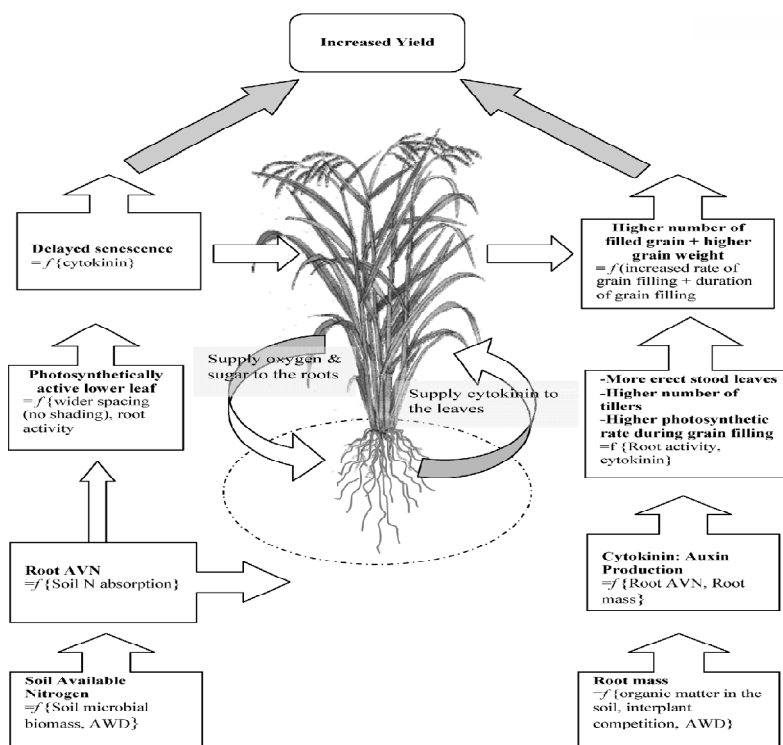 Increased Yield
Delayed senescence
=f{cytokinin}
Higher number of
filled grain + higher
grain weight
= f(increased rate of
grain filling + duration
of grain filling
Photosynthetically
active lower leaf
=f{wider spacing
(no shading), root
activity
Supply oxygen &
sugar to the roots
Supply cytokinin to
the leaves
-More erect stood leaves
-Higher number of
tillers
-Higher photosynthetic
rate during grain filling
=f {Root activity,
cytokinin}
Root AVN
=f{Soil N absorption}
Cytokinin: Auxin
Production
=f{Root AVN, Root
mass}
Soil Available
Nitrogen
=f{Soil microbial
biomass, AWD}
Root mass
=f{organic matter in the
soil, interplant
competition, AWD}